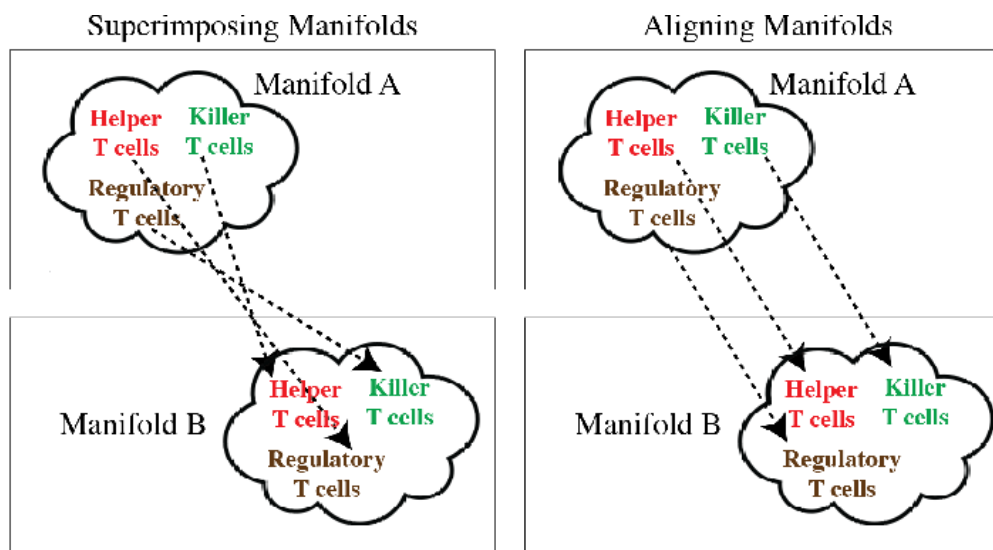 Superimposing Manifolds
Manifold A
Helper
T cells
Killer
T cells
Regulatory
T cells
Manifold B
Helper
T cells
Killer
T cells
Regulatory
T cells
Aligning Manifolds
Manifold A
Helper
T cells
Killer
T cells
Regulatory
T cells
Manifold B
Helper
T cells
Killer
T cells
Regulatory
T cells